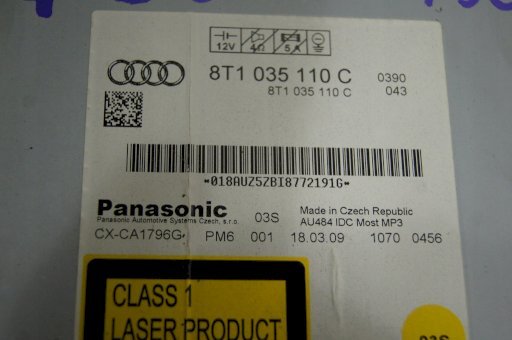 12V 4Ω 5A
8T1 035 110 C 0390
8T1 035 110 C 043
*018AUZ5ZBI8772191G*
Panasonic 03S Made in Czech Republic
Panasonic Automotive Systems Czech, s.r.o. AU484 IDC Most MP3
CX-CA1796G PM6 001 18.03.09 1070 0456
CLASS 1
LASER PRODUCT
03S